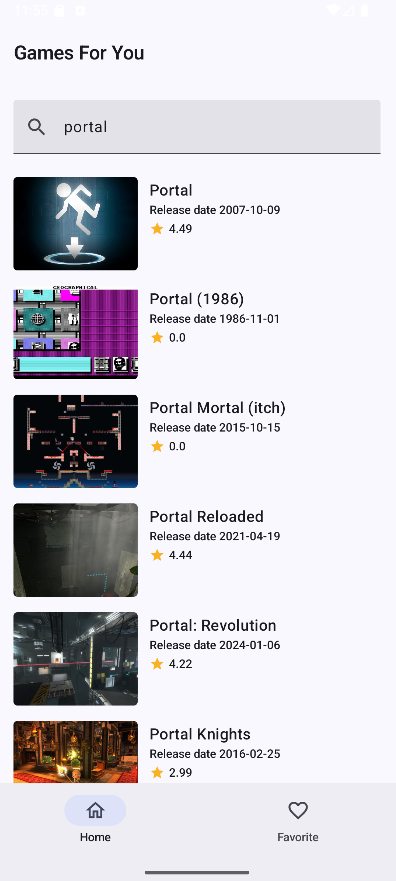 11:55
Games For You
portal
Portal
Release date 2007-10-09
4.49
GEOGRAPHICAL
Portal (1986)
Release date 1986-11-01
0.0
Portal Mortal (itch)
Release date 2015-10-15
0.0
Portal Reloaded
Release date 2021-04-19
4.44
Portal: Revolution
Release date 2024-01-06
4.22
Portal Knights
Release date 2016-02-25
2.99
Home
Favorite